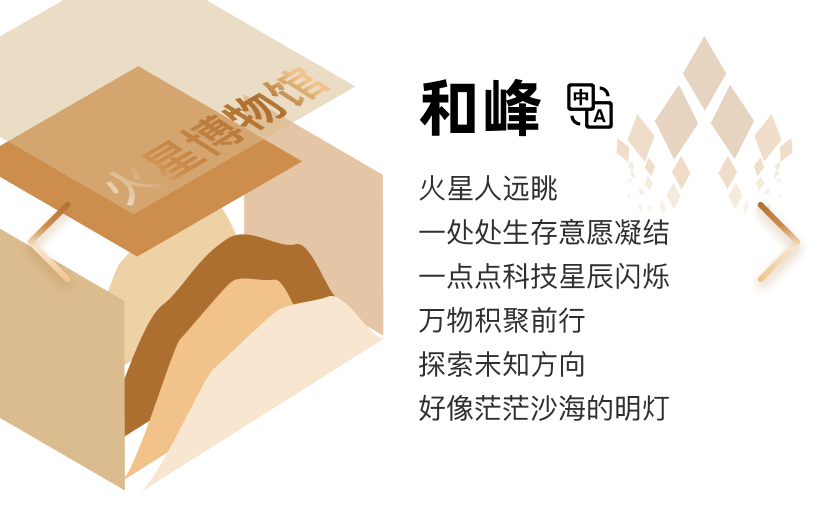 火星博物馆
和峰
中
A
火星人远眺
一处处生存意愿凝结
一点点科技星辰闪烁
万物积聚前行
探索未知方向
好像茫茫沙海的明灯